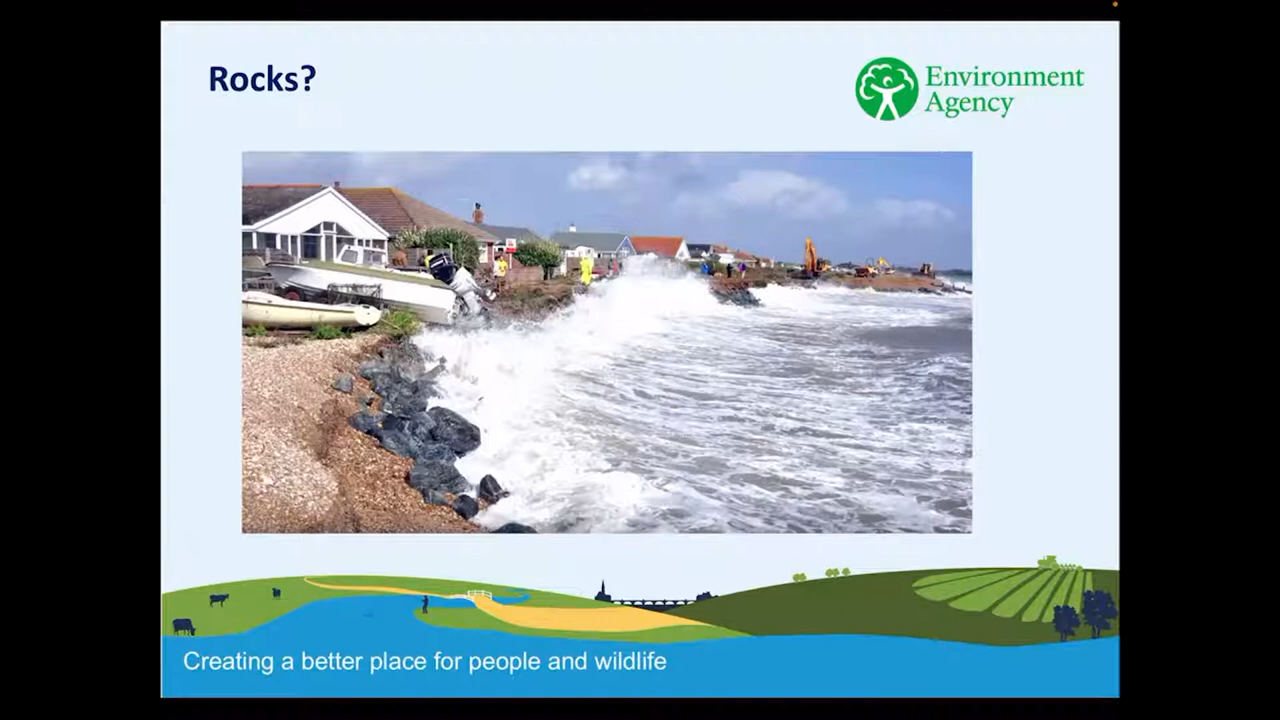 Rocks?
Environment
Agency
Creating a better place for people and wildlife